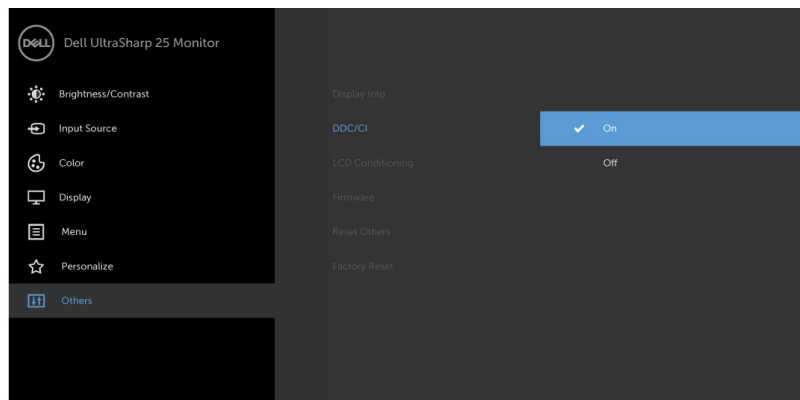 DELL
Dell UltraSharp 25 Monitor
Brightness/Contrast
Input Source
Color
Display
Menu
Personalize
Others
Display Info
DDC/CI
LCD Conditioning
Firmware
Reset Others
Factory Reset
On
Off